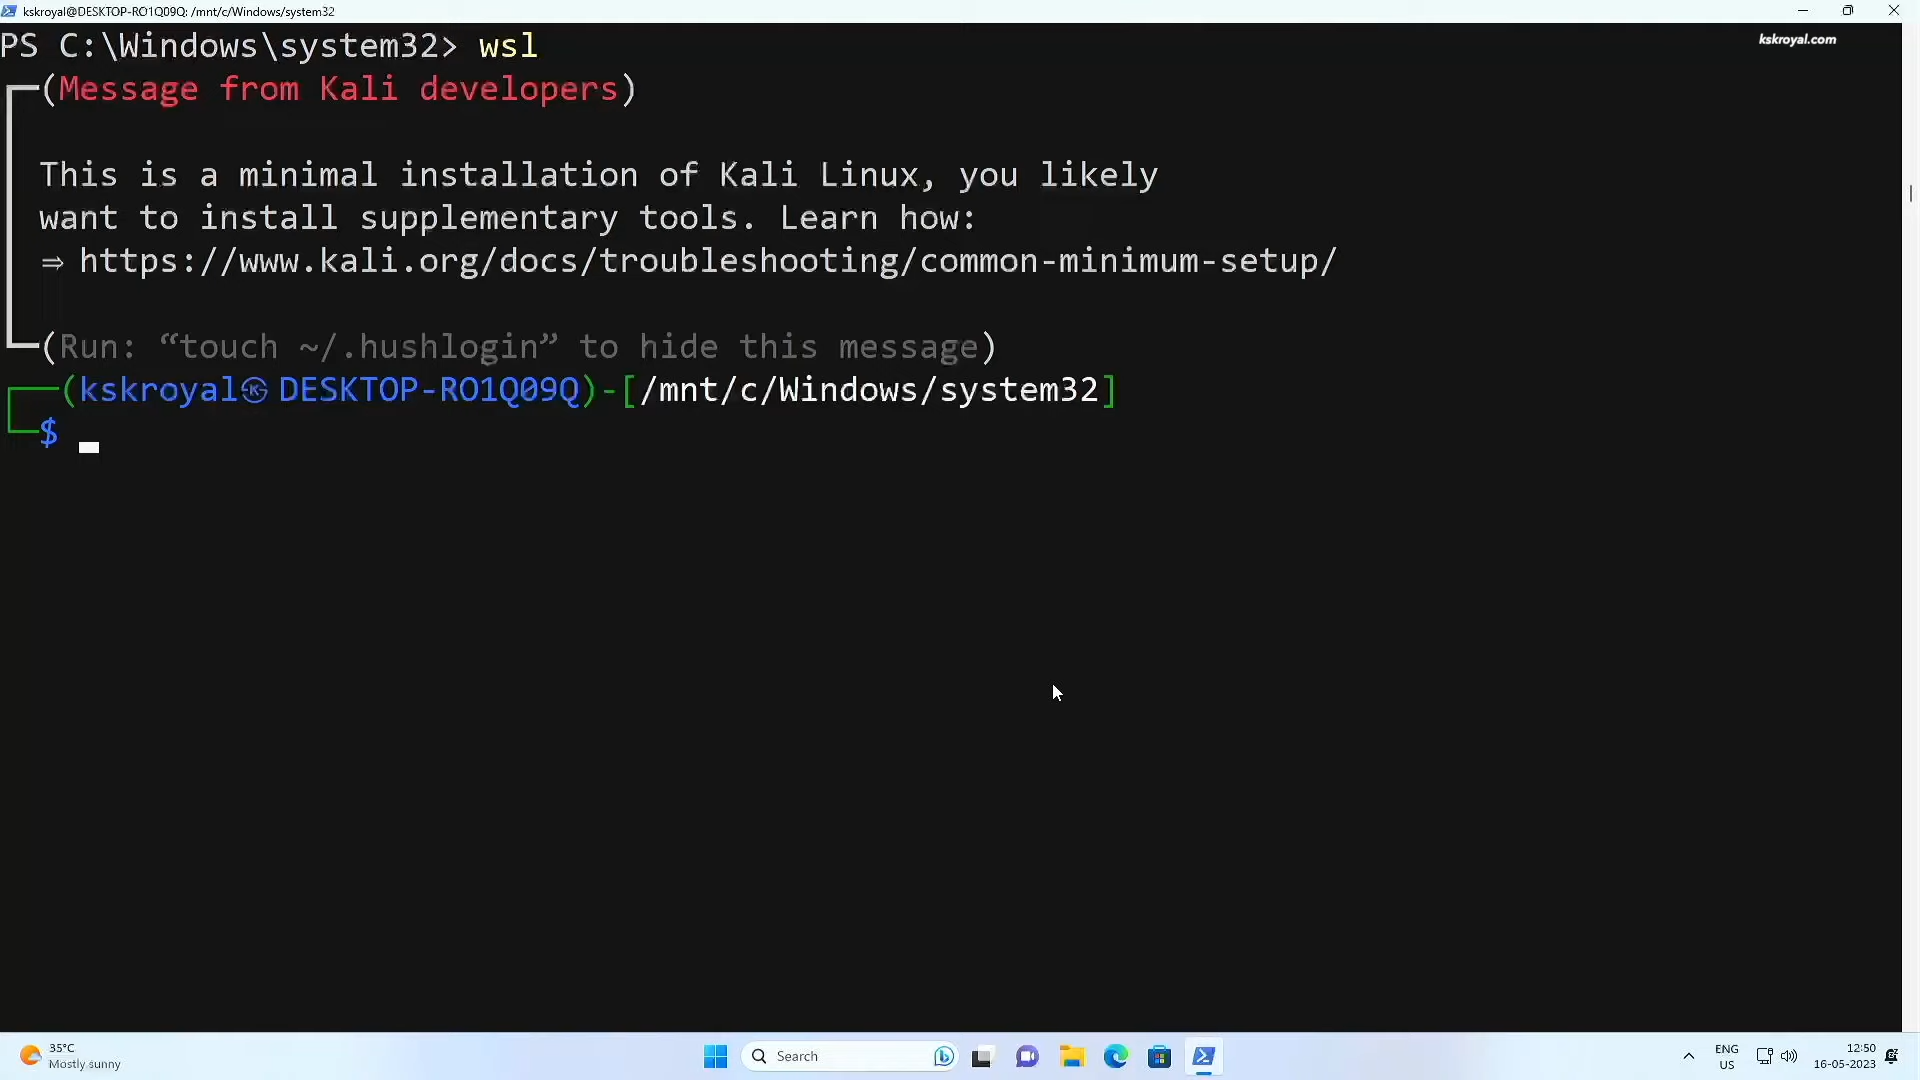 kskroyal@DESKTOP-RO1Q09Q: /mnt/c/Windows/system32
PS C:\Windows\system32> wsl
kskroyal.com
(Message from Kali developers)
This is a minimal installation of Kali Linux, you likely
want to install supplementary tools. Learn how:
⇒ https://www.kali.org/docs/troubleshooting/common-minimum-setup/
(Run: “touch ~/.hushlogin” to hide this message)
(kskroyal㉿DESKTOP-RO1Q09Q)-[/mnt/c/Windows/system32]
$
35°C
Mostly sunny
Search
ENG
US
12:50
16-05-2023